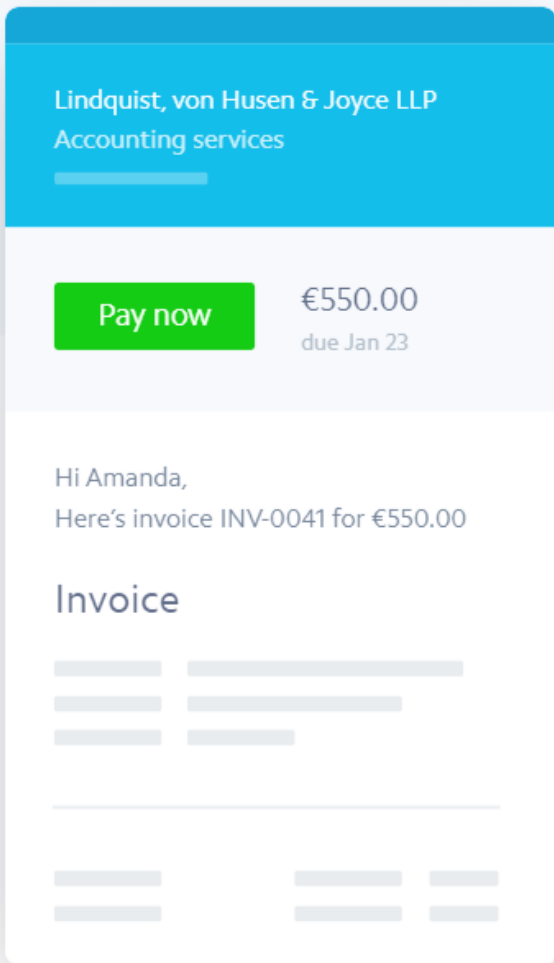 Lindquist, von Husen & Joyce LLP
Accounting services
Pay now
€550.00
due Jan 23
Hi Amanda,
Here’s invoice INV-0041 for €550.00
Invoice